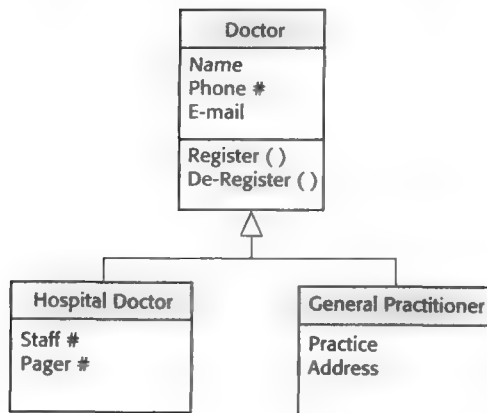 Doctor
Name
Phone #
E-mail
Register ( )
De-Register ( )
Hospital Doctor
Staff #
Pager #
General Practitioner
Practice
Address